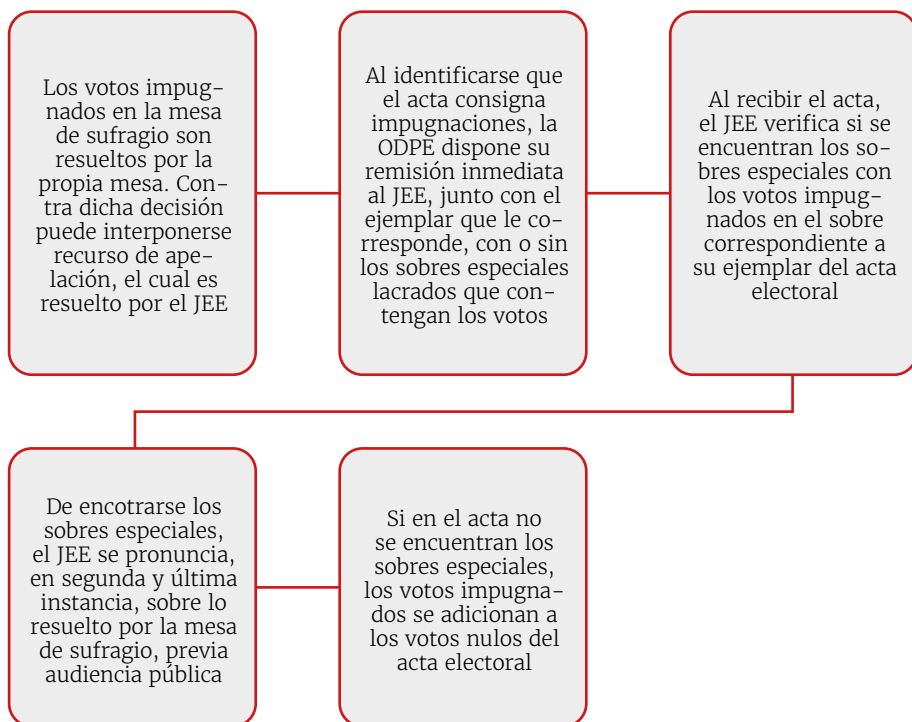 Los votos impug-
nados en la mesa
de sufragio son
resueltos por la
propia mesa. Con-
tra dicha decisión
puede interponerse
recurso de ape-
lación, el cual es
resuelto por el JEE
Al identificarse que
el acta consigna
impugnaciones, la
ODPE dispone su
remisión inmediata
al JEE, junto con el
ejemplar que le co-
rresponde, con o sin
los sobres especiales
lacrados que con-
tengan los votos
Al recibir el acta,
el JEE verifica si se
encuentran los so-
bres especiales con
los votos impug-
nados en el sobre
correspondiente a
su ejemplar del acta
electoral
De encotrarse los
sobres especiales,
el JEE se pronuncia,
en segunda y última
instancia, sobre lo
resuelto por la mesa
de sufragio, previa
audiencia pública
Si en el acta no
se encuentran los
sobres especiales,
los votos impugna-
dos se adicionan a
los votos nulos del
acta electoral